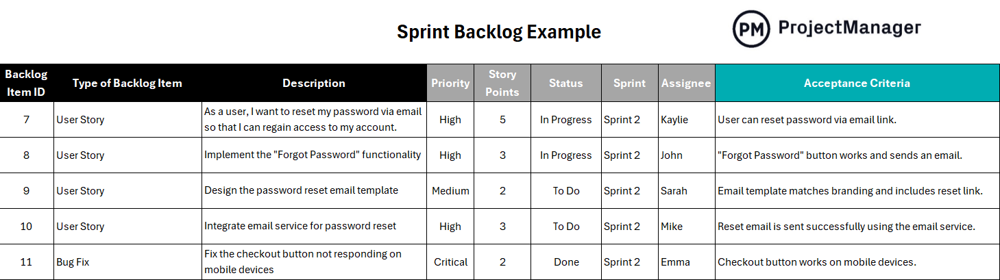 Sprint Backlog Example
PM ProjectManager
Backlog Item ID Type of Backlog Item Description Priority Story Points Status Sprint Assignee Acceptance Criteria
7 User Story As a user, I want to reset my password via email so that I can regain access to my account. High 5 In Progress Sprint 2 Kaylie User can reset password via email link.
8 User Story Implement the "Forgot Password" functionality High 3 In Progress Sprint 2 John "Forgot Password" button works and sends an email.
9 User Story Design the password reset email template Medium 2 To Do Sprint 2 Sarah Email template matches branding and includes reset link.
10 User Story Integrate email service for password reset High 3 To Do Sprint 2 Mike Reset email is sent successfully using the email service.
11 Bug Fix Fix the checkout button not responding on mobile devices Critical 2 Done Sprint 2 Emma Checkout button works on mobile devices.